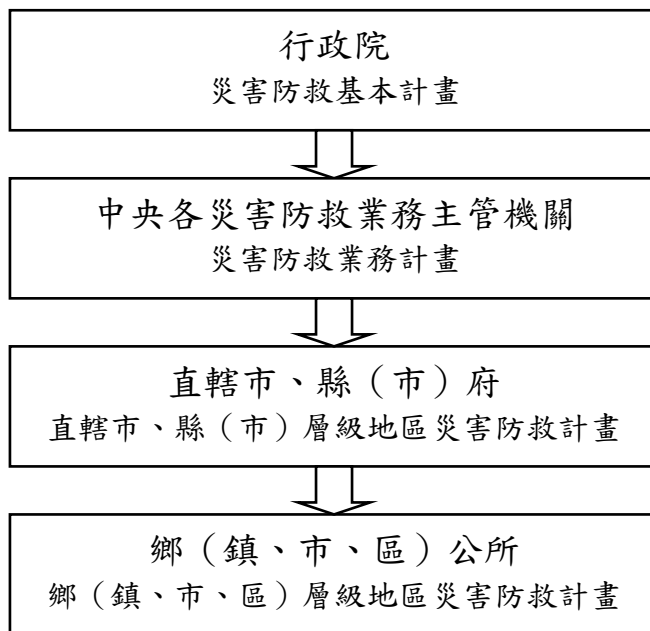 行政院
災害防救基本計畫
中央各災害防救業務主管機關
災害防救業務計畫
直轄市、縣（市）府
直轄市、縣（市）層級地區災害防救計畫
鄉（鎮、市、區）公所
鄉（鎮、市、區）層級地區災害防救計畫